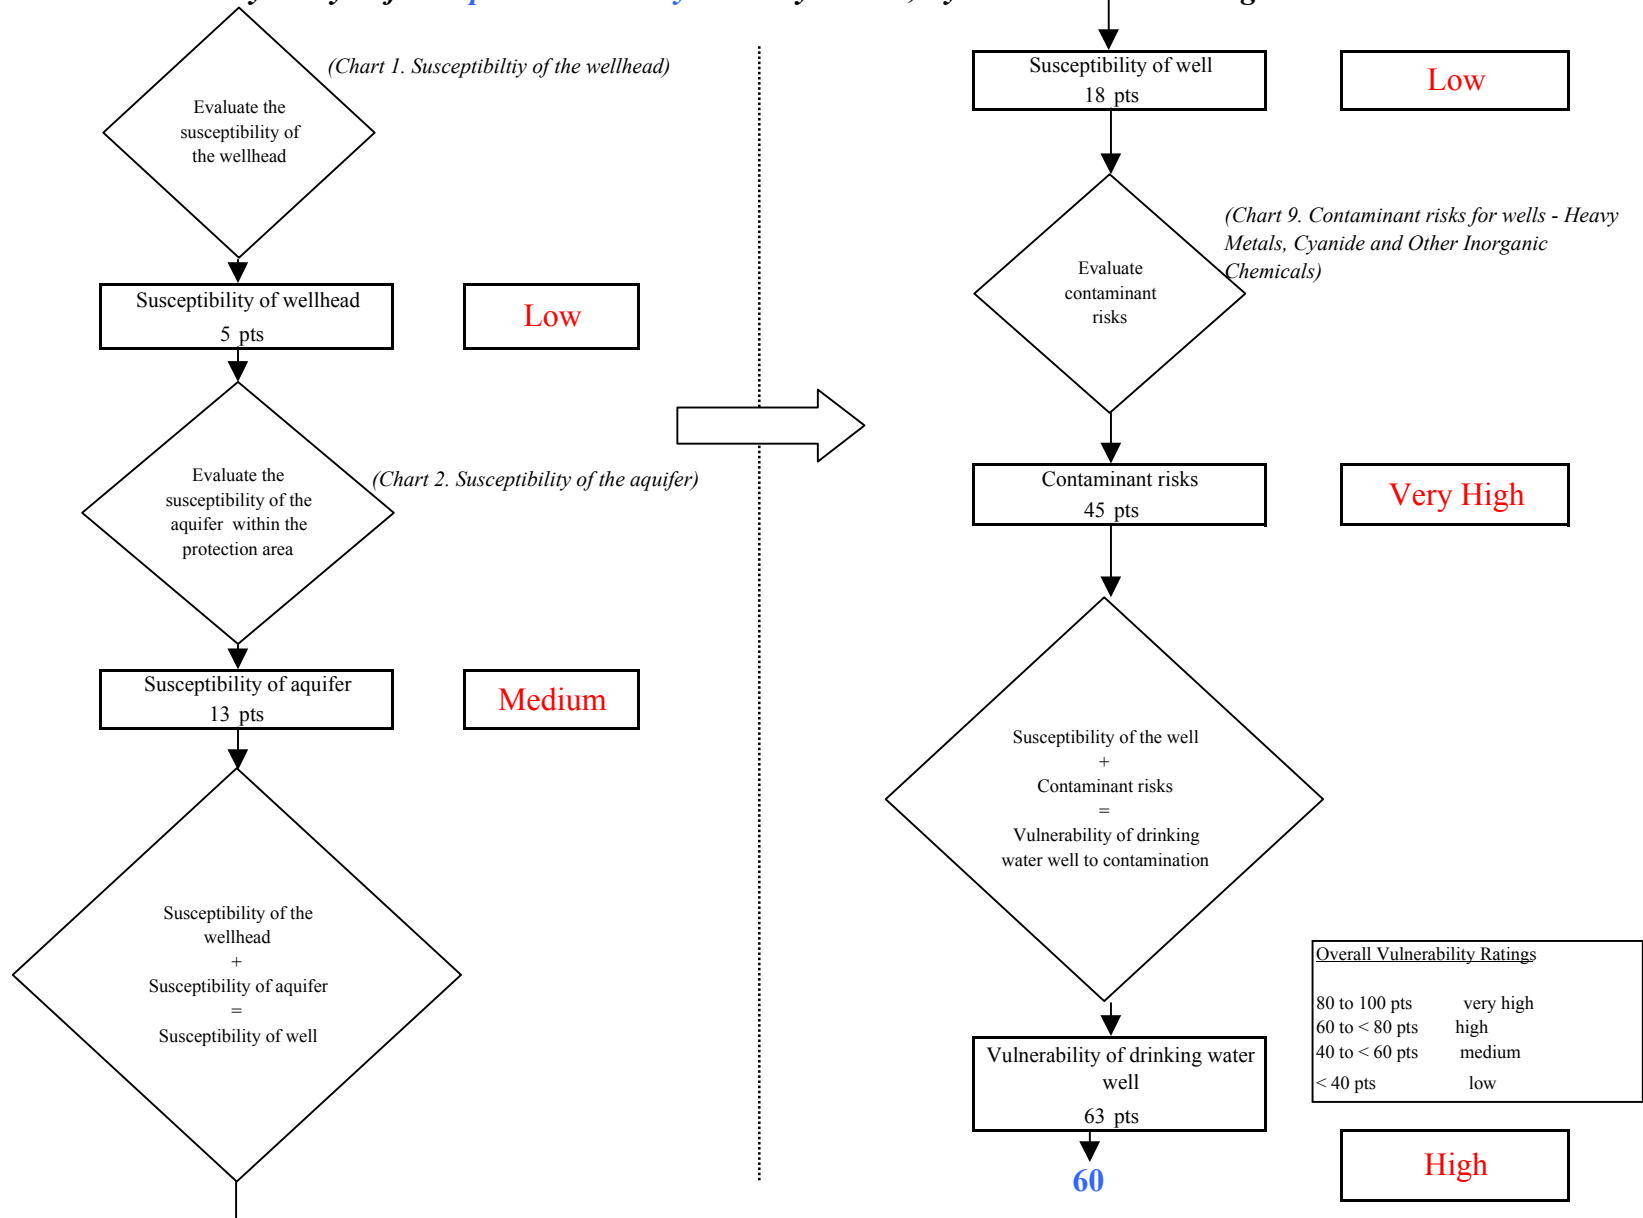 (Chart 1. Susceptibiltiy of the wellhead)
Evaluate the
susceptibility of
the wellhead
Susceptibility of wellhead
5 pts
Low
Evaluate the
susceptibility of the
aquifer within the
protection area
(Chart 2. Susceptibility of the aquifer)
Susceptibility of aquifer
13 pts
Medium
Susceptibility of the
wellhead
+
Susceptibility of aquifer
=
Susceptibility of well
Susceptibility of well
18 pts
Low
(Chart 9. Contaminant risks for wells - Heavy
Metals, Cyanide and Other Inorganic
Chemicals)
Evaluate
contaminant
risks
Contaminant risks
45 pts
Very High
Susceptibility of the well
+
Contaminant risks
=
Vulnerability of drinking
water well to contamination
Overall Vulnerability Ratings
80 to 100 pts very high
60 to < 80 pts high
40 to < 60 pts medium
< 40 pts low
Vulnerability of drinking water
well
63 pts
60
High